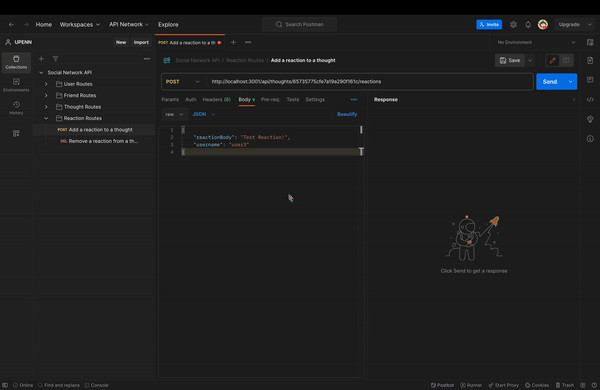 Home
Workspaces
API Network
Explore
Search Postman
Invite
Upgrade
UPENN
New
Import
POST Add a reaction to a th
No Environment
Collections
Environments
History
Social Network API
User Routes
Friend Routes
Thought Routes
Reaction Routes
POST Add a reaction to a thought
DEL Remove a reaction from a th...
Social Network API / Reaction Routes / Add a reaction to a thought
Save
POST
http://localhost:3001/api/thoughts/65735775cfe7a19a290f161c/reactions
Send
Params
Auth
Headers (8)
Body
Pre-req.
Tests
Settings
Response
raw
JSON
Beautify
1 {
2 "reactionBody": "Test Reaction!",
3 "username": "user3"
4 }
Click Send to get a response
Online
Find and replace
Console
Postbot
Runner
Start Proxy
Cookies
Trash